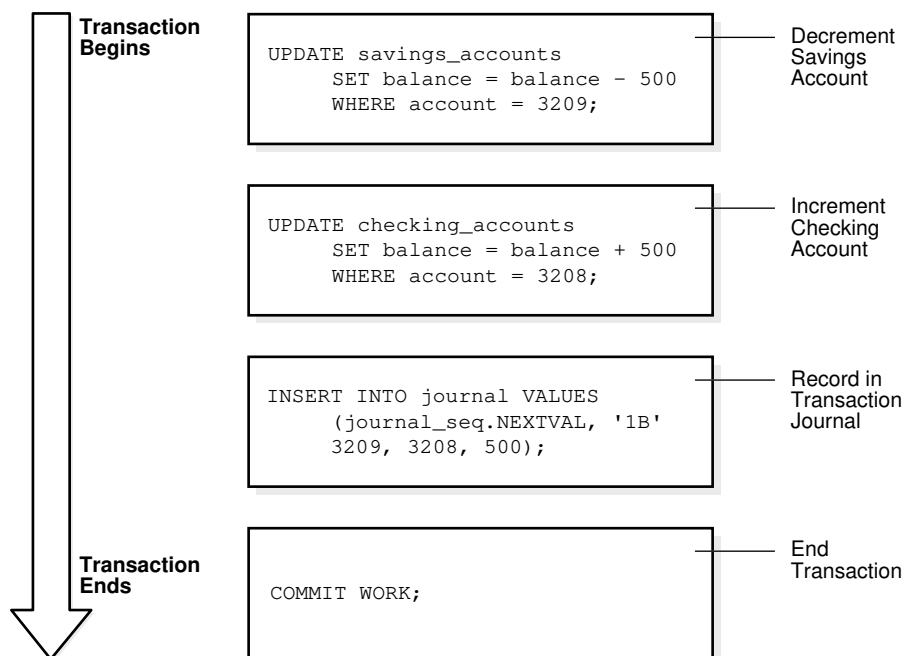 Transaction
Begins
UPDATE savings_accounts
SET balance = balance − 500
WHERE account = 3209;
Decrement
Savings
Account
UPDATE checking_accounts
SET balance = balance + 500
WHERE account = 3208;
Increment
Checking
Account
INSERT INTO journal VALUES
(journal_seq.NEXTVAL, '1B'
3209, 3208, 500);
Record in
Transaction
Journal
Transaction
Ends
COMMIT WORK;
End
Transaction